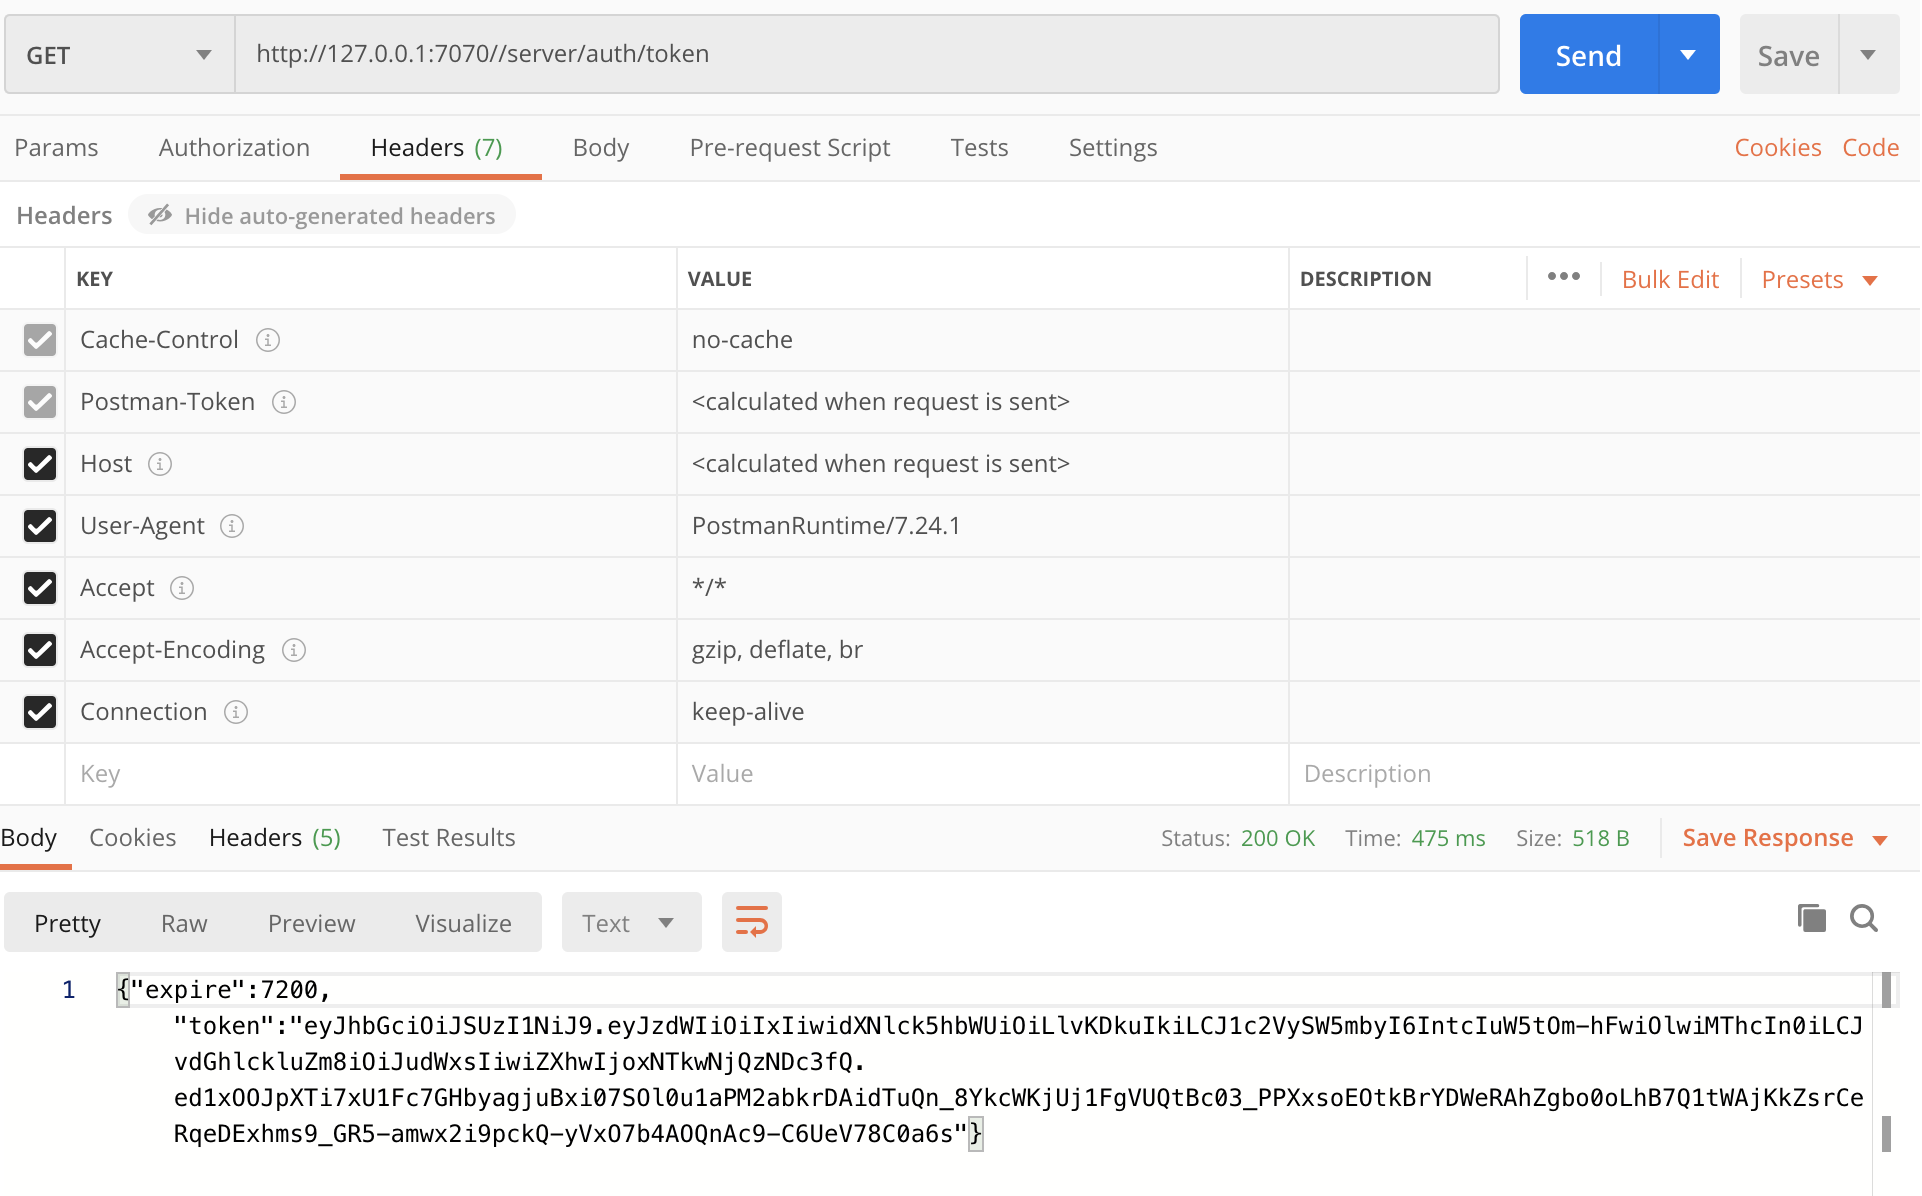 GET http://127.0.0.1:7070//server/auth/token Send Save
Params Authorization Headers (7) Body Pre-request Script Tests Settings Cookies Code
Headers Hide auto-generated headers
KEY VALUE DESCRIPTION ••• Bulk Edit Presets
Cache-Control no-cache
Postman-Token <calculated when request is sent>
Host <calculated when request is sent>
User-Agent PostmanRuntime/7.24.1
Accept */*
Accept-Encoding gzip, deflate, br
Connection keep-alive
Key Value Description
Body Cookies Headers (5) Test Results Status: 200 OK Time: 475 ms Size: 518 B Save Response
Pretty Raw Preview Visualize Text
1 {"expire":7200,
"token":"eyJhbGciOiJSUzI1NiJ9.eyJzdWIiOiIxIiwidXNlck5hbWUiOiLlvKDkuIkiLCJ1c2VySW5mbyI6IntcIuW5tOm-hFwiOlwiMThcIn0iLCJ
vdGhlckluZm8iOiJudWxsIiwiZXhwIjoxNTkwNjQzNDc3fQ.
ed1xOOJpXTi7xU1Fc7GHbyagjuBxi07SOl0u1aPM2abkrDAidTuQn_8YkcWKjUj1FgVUQtBc03_PPXxsoEOtkBrYDWeRAhZgbo0oLhB7Q1tWAjKkZsrCe
RqeDExhms9_GR5-amwx2i9pckQ-yVxO7b4AOQnAc9-C6UeV78C0a6s"}